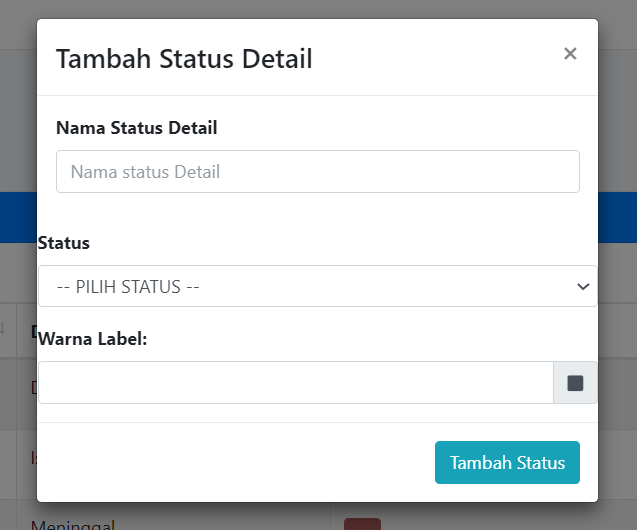 Tambah Status Detail
×
Nama Status Detail
Nama status Detail
Status
-- PILIH STATUS --
Warna Label:
Tambah Status
Meninggal